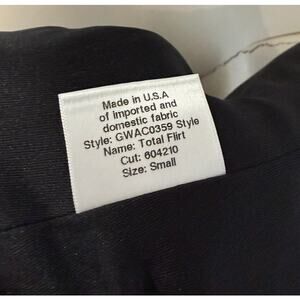 Made in U.S.A
of imported and
domestic fabric
Style: GWAC0359 Style
Name: Total Flirt
Cut: 604210
Size: Small